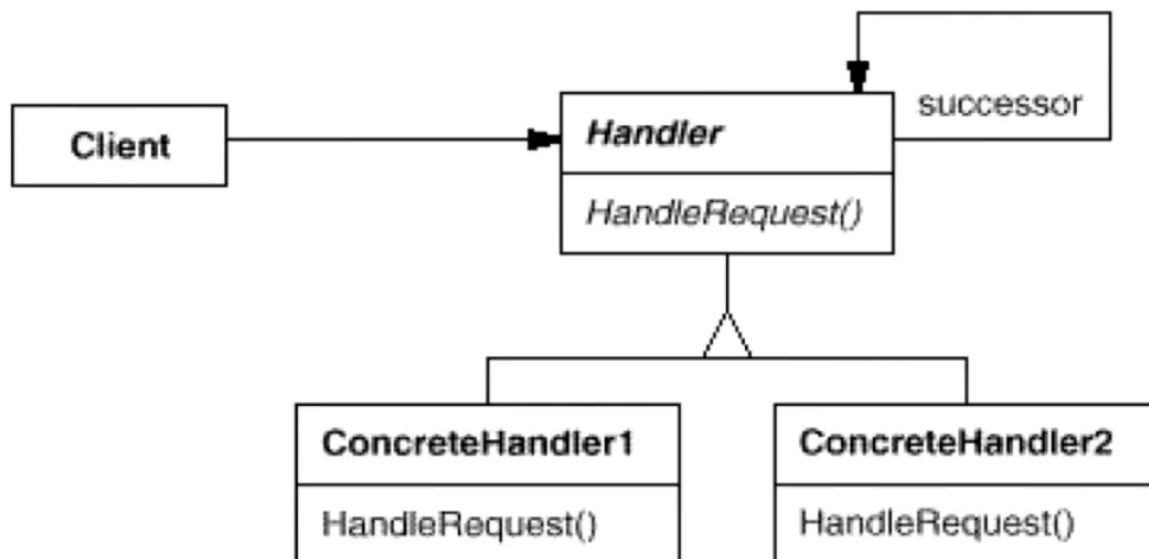 successor
Client
Handler
HandleRequest()
ConcreteHandler1
ConcreteHandler2
HandleRequest()
HandleRequest()